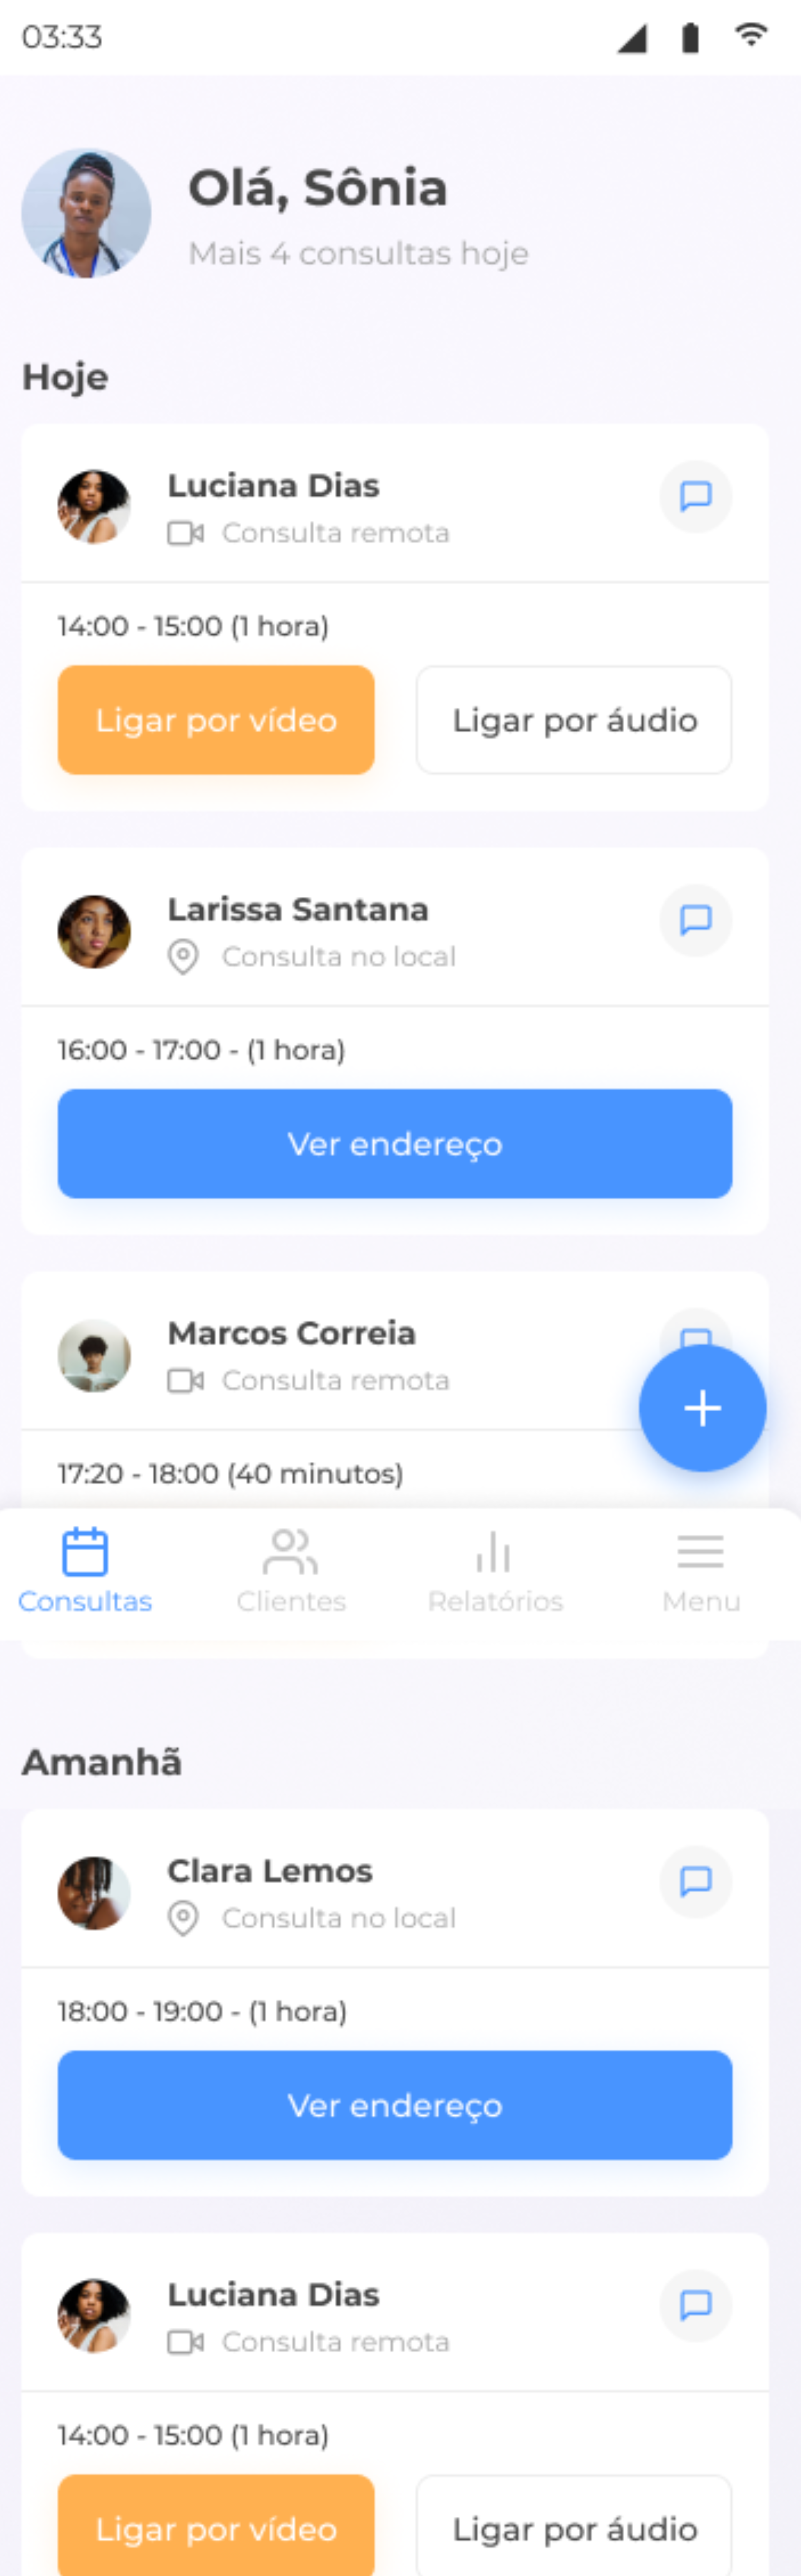 03:33
Olá, Sônia
Mais 4 consultas hoje
Hoje
Luciana Dias
Consulta remota
14:00 - 15:00 (1 hora)
Ligar por vídeo
Ligar por áudio
Larissa Santana
Consulta no local
16:00 - 17:00 - (1 hora)
Ver endereço
Marcos Correia
Consulta remota
17:20 - 18:00 (40 minutos)
Consultas
Clientes
Relatórios
Menu
Amanhã
Clara Lemos
Consulta no local
18:00 - 19:00 - (1 hora)
Ver endereço
Luciana Dias
Consulta remota
14:00 - 15:00 (1 hora)
Ligar por vídeo
Ligar por áudio